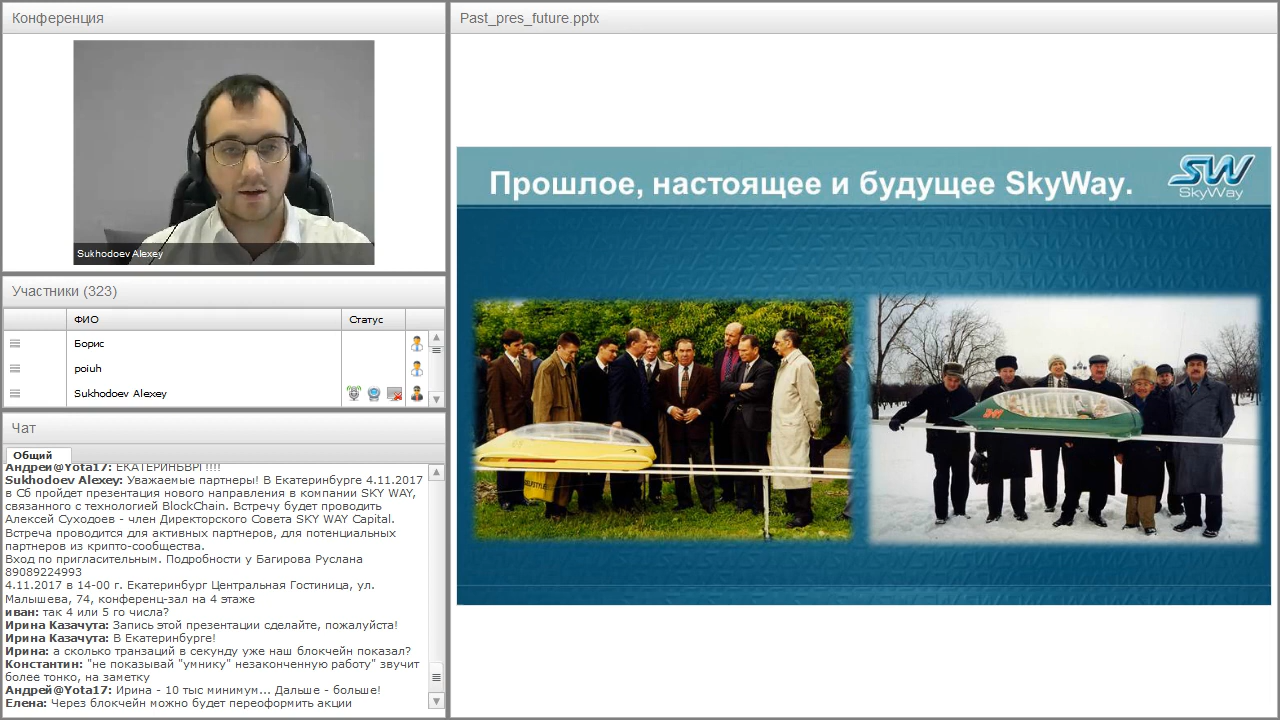 Конференция
Sukhodoev Alexey
Участники (323)
ФИО Статус
Борис
poiuh
Sukhodoev Alexey
Чат
Общий
Андрей@Yota17: ЕКАТЕРИНЬВРГ!!!!
Sukhodoev Alexey: Уважаемые партнеры! В Екатеринбурге 4.11.2017
в Сб пройдет презентация нового направления в компании SKY WAY,
связанного с технологией BlockChain. Встречу будет проводить
Алексей Суходоев - член Директорского Совета SKY WAY Capital.
Встреча проводится для активных партнеров, для потенциальных
партнеров из крипто-сообщества.
Вход по пригласительным. Подробности у Багирова Руслана
89089224993
4.11.2017 в 14-00 г. Екатеринбург Центральная Гостиница, ул.
Малышева, 74, конференц-зал на 4 этаже
иван: так 4 или 5 го числа?
Ирина Казачута: Запись этой презентации сделайте, пожалуйста!
Ирина Казачута: В Екатеринбурге!
Ирина: а сколько транзаций в секунду уже наш блокчейн показал?
Константин: "не показывай "умнику" незаконченную работу" звучит
более тонко, на заметку
Андрей@Yota17: Ирина - 10 тыс минимум... Дальше - больше!
Елена: Через блокчейн можно будет переоформить акции
Past_pres_future.pptx
Прошлое, настоящее и будущее SkyWay.
SW
SkyWay